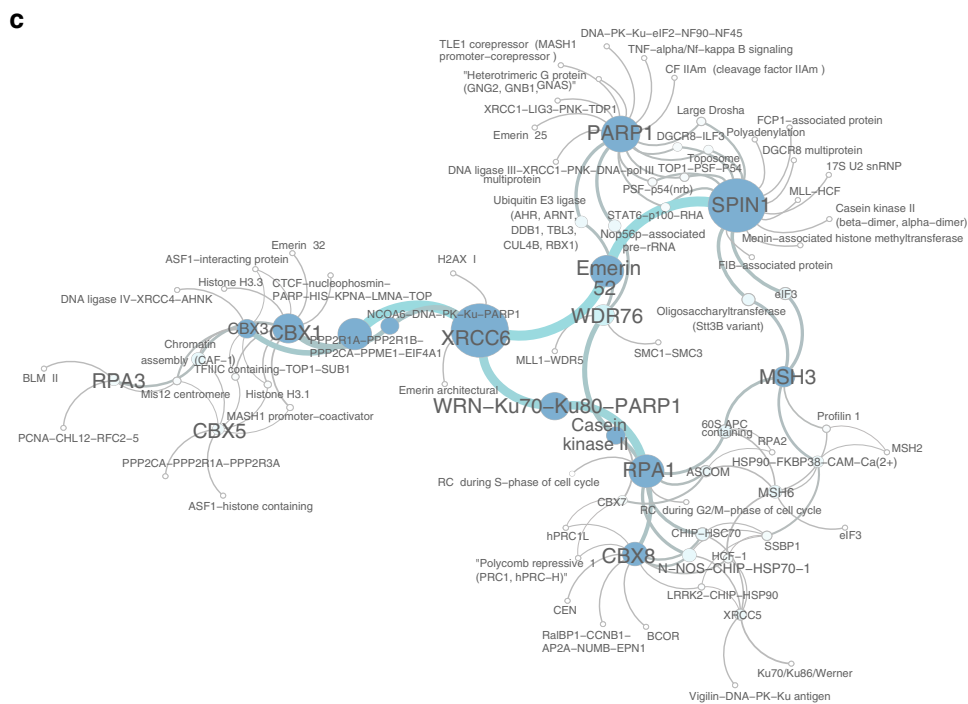 c
DNA-PK-Ku-eIF2-NF90-NF45
TLE1 corepressor (MASH1
promoter-corepressor )
TNF-alpha/Nf-kappa B signaling
CF IIAm (cleavage factor IIAm )
"Heterotrimeric G protein
(GNG2, GNB1, GNAS)"
XRCC1-LIG3-PNK-TDP1
Large Drosha
FCP1-associated protein
Emerin 25
PARP1
DGCR8-ILF3
Polyadenylation
DGCR8 multiprotein
Toposome
17S U2 snRNP
DNA ligase III-XRCC1-PNK-DNA-pol III
multiprotein
TOP1-PSF-P54
PSF-p54(nrb)
MLL-HCF
Ubiquitin E3 ligase
(AHR, ARNT,
DDB1, TBL3,
CUL4B, RBX1)
SPIN1
STAT6-p100-RHA
Casein kinase II
(beta-dimer, alpha-dimer)
Nop56p-associated
pre-rRNA
Menin-associated histone methyltransferase
FIB-associated protein
Emerin 32
ASF1-interacting protein
H2AX I
Emerin
52
Histone H3.3
CTCF-nucleophosmin-
PARP-HIS-KPNA-LMNA-TOP
DNA ligase IV-XRCC4-AHNK
eIF3
Oligosaccharyltransferase
(Stt3B variant)
NCOA6-DNA-PK-Ku-PARP1
WDR76
CBX3
CBX1
XRCC6
PPP2R1A-PPP2R1B-
PPP2CA-PPME1-EIF4A1
Chromatin
assembly (CAF-1)
SMC1-SMC3
MLL1-WDR5
TFIIIC containing-TOP1-SUB1
BLM II
RPA3
MSH3
Mis12 centromere
Histone H3.1
Emerin architectural
WRN-Ku70-Ku80-PARP1
MASH1 promoter-coactivator
Profilin 1
CBX5
Casein
kinase II
60S APC
containing
PCNA-CHL12-RFC2-5
RPA2
MSH2
PPP2CA-PPP2R1A-PPP2R3A
RPA1
ASCOM
HSP90-FKBP38-CAM-Ca(2+)
RC during S-phase of cell cycle
MSH6
ASF1-histone containing
CBX7
RC during G2/M-phase of cell cycle
hPRC1L
CHIP-HSC70
eIF3
SSBP1
CBX8
HCF-1
"Polycomb repressive 1
(PRC1, hPRC-H)"
N-NOS-CHIP-HSP70-1
LRRK2-CHIP-HSP90
CEN
XRCC5
RalBP1-CCNB1-
AP2A-NUMB-EPN1
BCOR
Ku70/Ku86/Werner
Vigilin-DNA-PK-Ku antigen